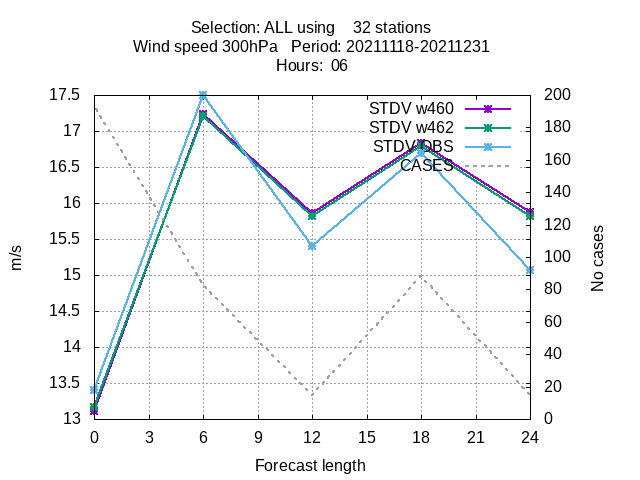 Selection: ALL using    32 stations
Wind speed 300hPa   Period: 20211118-20211231
Hours:  06
STDV w460
STDV w462
STDV OBS
CASES
17.5
17
16.5
16
15.5
15
14.5
14
13.5
13
200
180
160
140
120
100
80
60
40
20
0
m/s
No cases
0 3 6 9 12 15 18 21 24
Forecast length